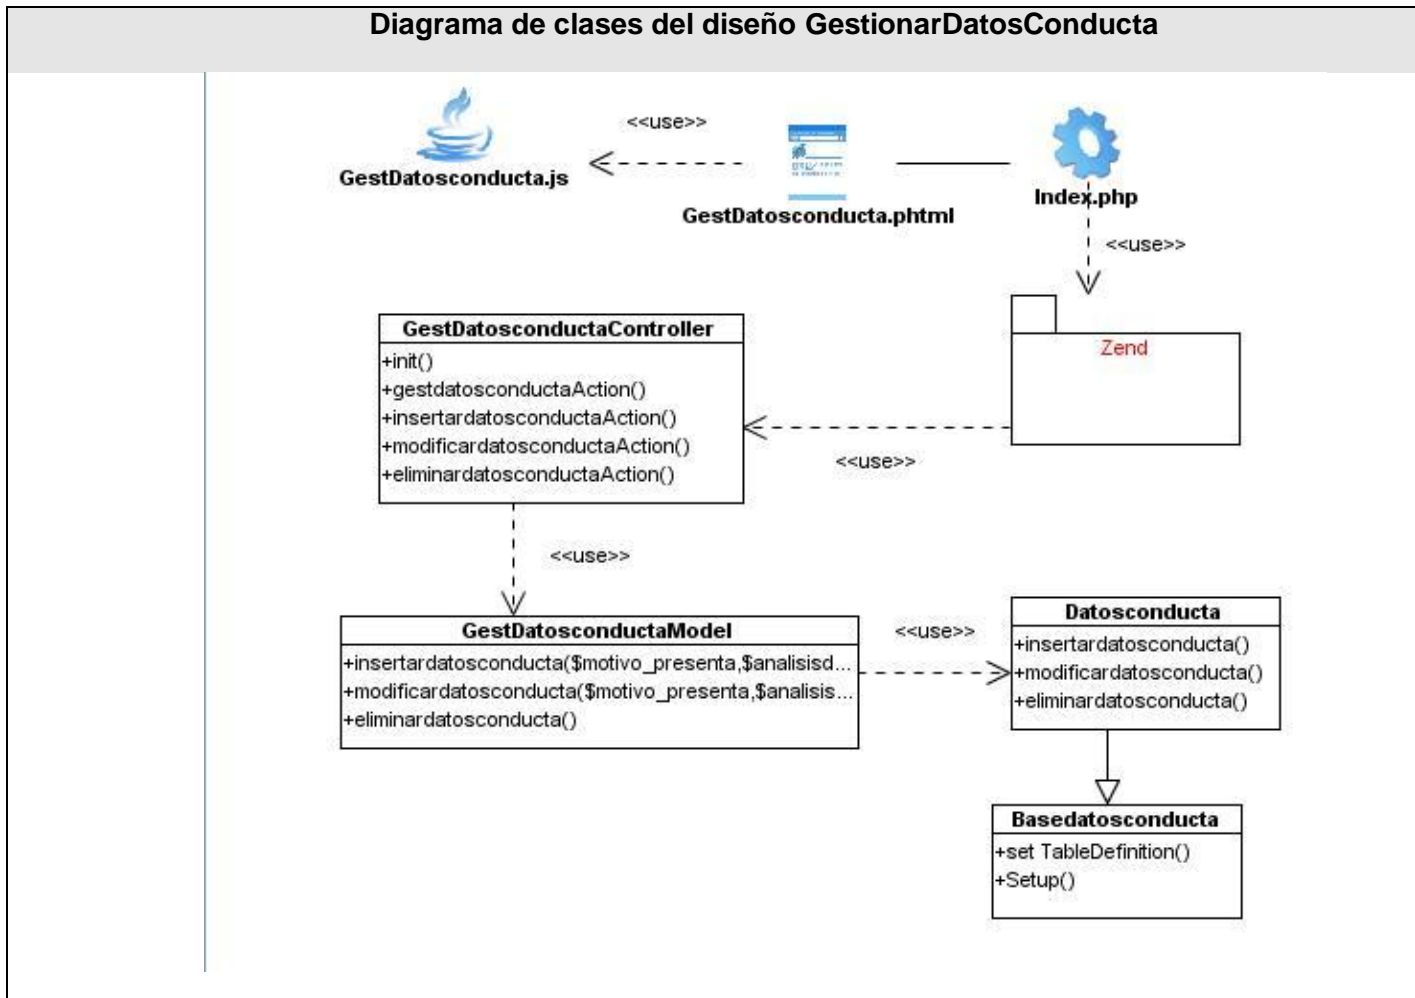 Diagrama de clases del diseño GestionarDatosConducta
<<use>>
GestDatosconducta.js
GestDatosconducta.phtml
Index.php
<<use>>
Zend
GestDatosconductaController
+init()
+gestdatosconductaAction()
+insertardatosconductaAction()
+modificardatosconductaAction()
+eliminardatosconductaAction()
<<use>>
<<use>>
GestDatosconductaModel
+insertardatosconducta($motivo_presenta,$analisisd...
+modificardatosconducta($motivo_presenta,$analisis...
+eliminardatosconducta()
<<use>>
Datosconducta
+insertardatosconducta()
+modificardatosconducta()
+eliminardatosconducta()
Basedatosconducta
+set TableDefinition()
+Setup()